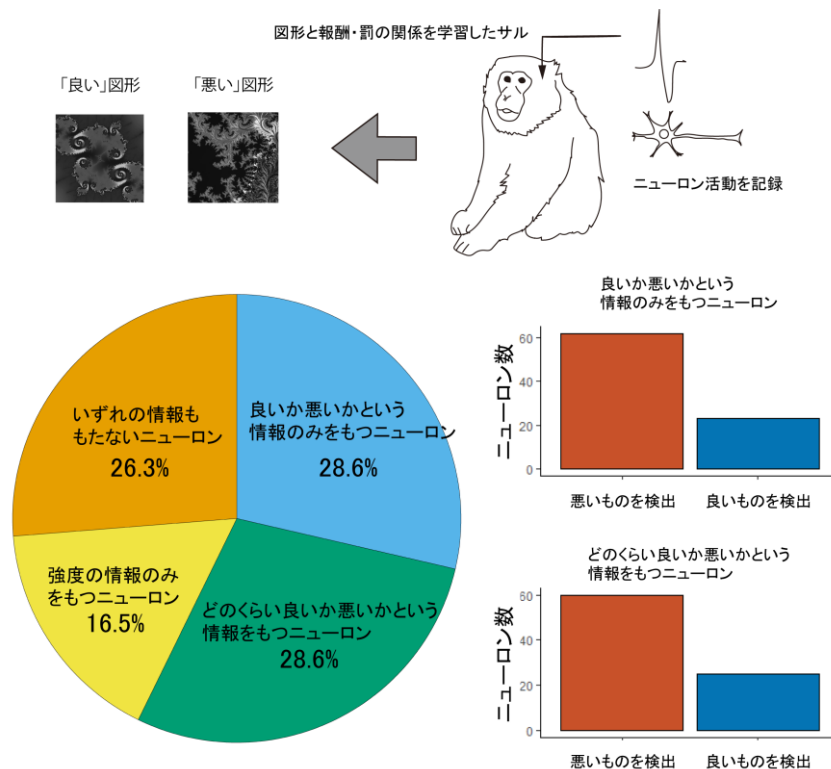 図形と報酬・罰の関係を学習したサル
「良い」図形
「悪い」図形
ニューロン活動を記録
良いか悪いかという
情報のみをもつニューロン
28.6%
どのくらい良いか悪いかという
情報をもつニューロン
28.6%
強度の情報のみ
をもつニューロン
16.5%
いずれの情報も
もたないニューロン
26.3%
良いか悪いかという
情報のみをもつニューロン
ニューロン数
60
40
20
0
悪いものを検出
良いものを検出
どのくらい良いか悪いかという
情報をもつニューロン
ニューロン数
60
40
20
0
悪いものを検出
良いものを検出